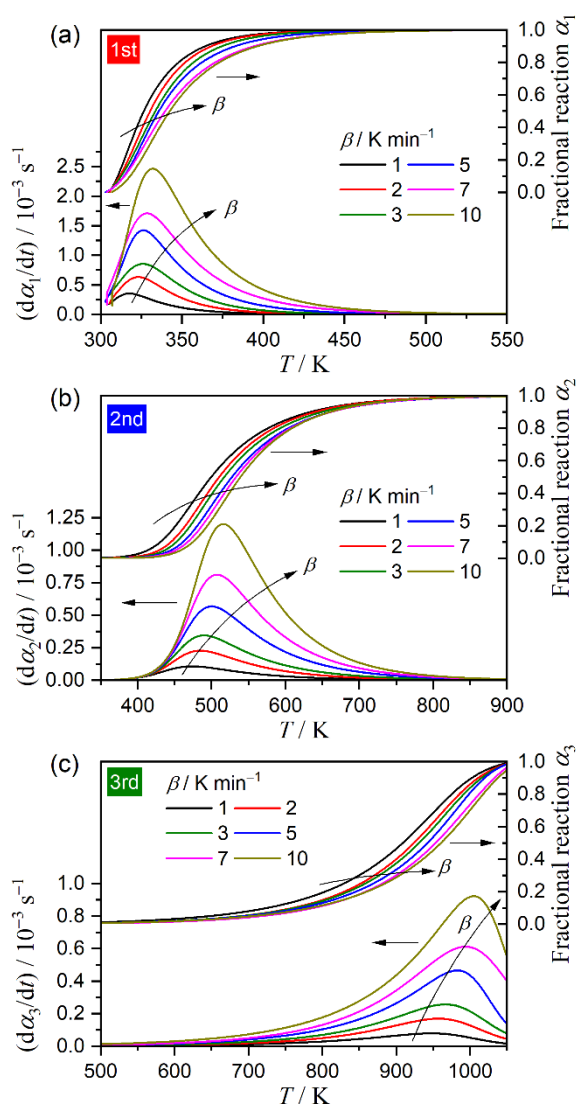 (a) 1st
β
β / K min⁻¹
1 5
2 7
3 10
β
(dα₁/dt) / 10⁻³ s⁻¹
2.5
2.0
1.5
1.0
0.5
0.0
Fractional reaction α₁
1.0
0.8
0.6
0.4
0.2
0.0
300 350 400 450 500 550
T / K
(b) 2nd
β
β / K min⁻¹
1 5
2 7
3 10
β
(dα₂/dt) / 10⁻³ s⁻¹
1.25
1.00
0.75
0.50
0.25
0.00
Fractional reaction α₂
1.0
0.8
0.6
0.4
0.2
0.0
400 500 600 700 800 900
T / K
(c) 3rd
β / K min⁻¹
1 2
3 5
7 10
β
β
(dα₃/dt) / 10⁻³ s⁻¹
1.0
0.8
0.6
0.4
0.2
0.0
Fractional reaction α₃
1.0
0.8
0.6
0.4
0.2
0.0
500 600 700 800 900 1000
T / K